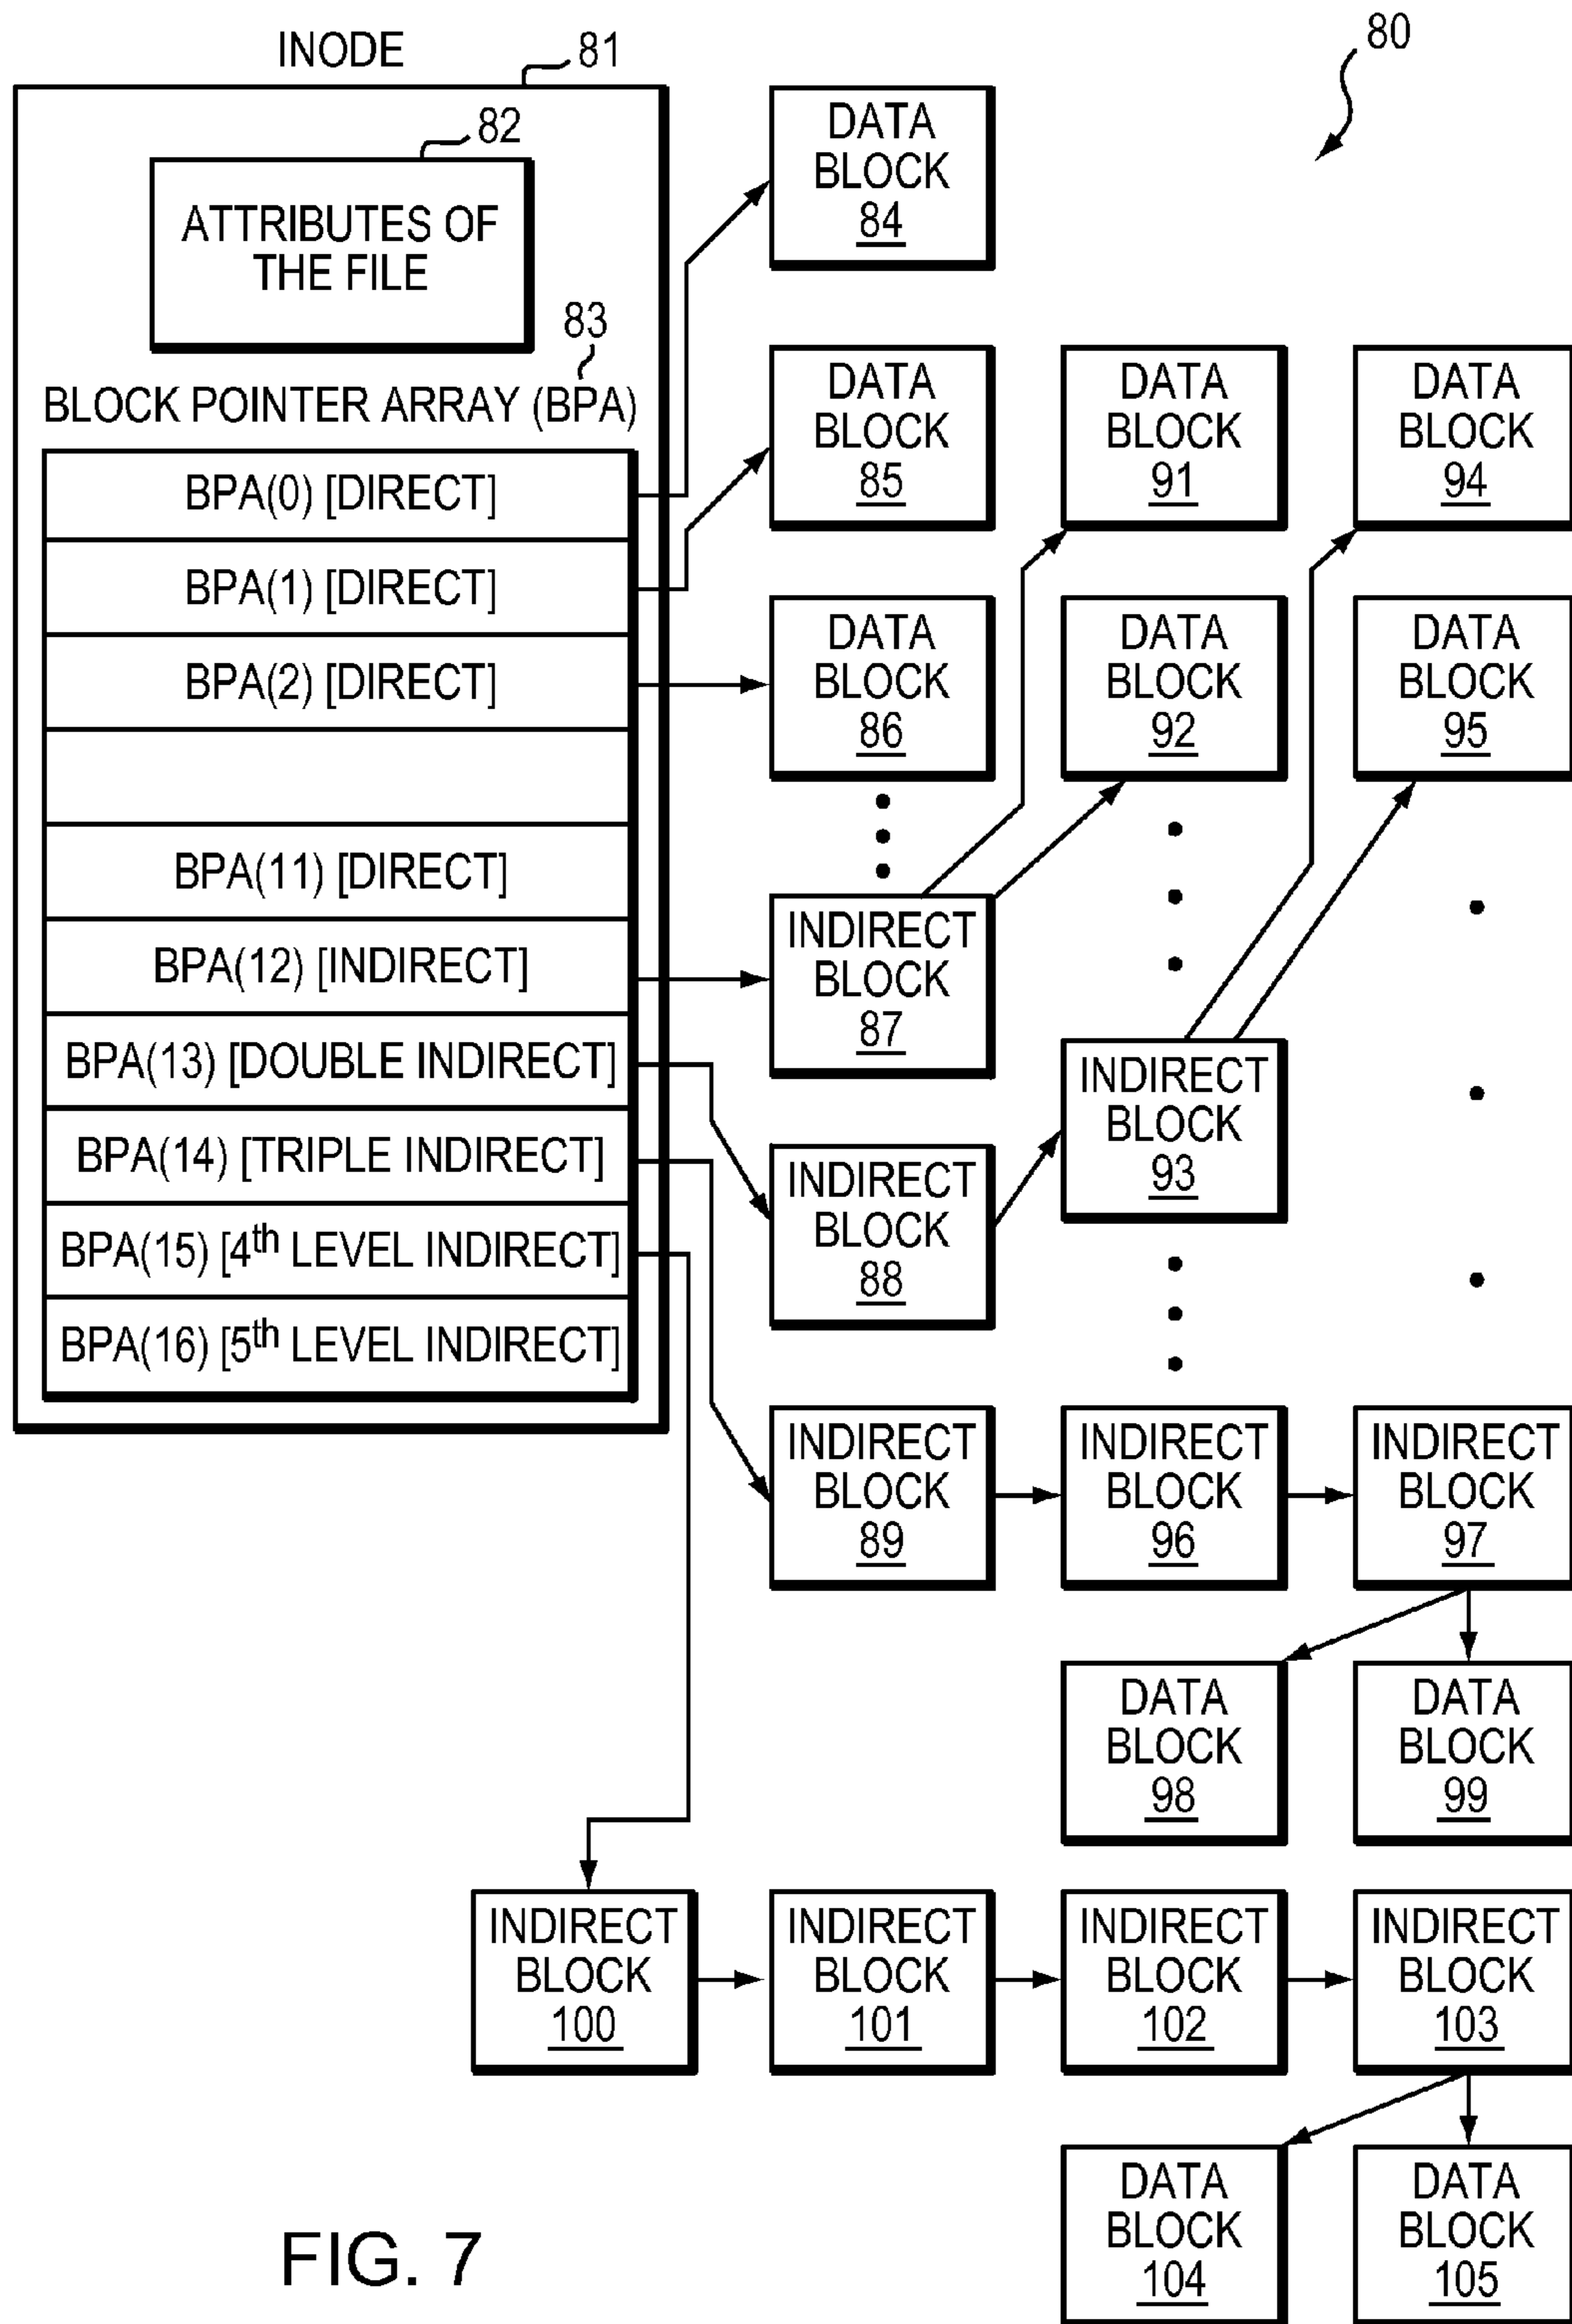 INODE
81
80
82
ATTRIBUTES OF
THE FILE
83
BLOCK POINTER ARRAY (BPA)
BPA(0) [DIRECT]
BPA(1) [DIRECT]
BPA(2) [DIRECT]
BPA(11) [DIRECT]
BPA(12) [INDIRECT]
BPA(13) [DOUBLE INDIRECT]
BPA(14) [TRIPLE INDIRECT]
BPA(15) [4th LEVEL INDIRECT]
BPA(16) [5th LEVEL INDIRECT]
DATA
BLOCK
84
DATA
BLOCK
85
DATA
BLOCK
91
DATA
BLOCK
94
DATA
BLOCK
86
DATA
BLOCK
92
DATA
BLOCK
95
INDIRECT
BLOCK
87
INDIRECT
BLOCK
93
INDIRECT
BLOCK
88
INDIRECT
BLOCK
89
INDIRECT
BLOCK
96
INDIRECT
BLOCK
97
DATA
BLOCK
98
DATA
BLOCK
99
INDIRECT
BLOCK
100
INDIRECT
BLOCK
101
INDIRECT
BLOCK
102
INDIRECT
BLOCK
103
DATA
BLOCK
104
DATA
BLOCK
105
FIG. 7